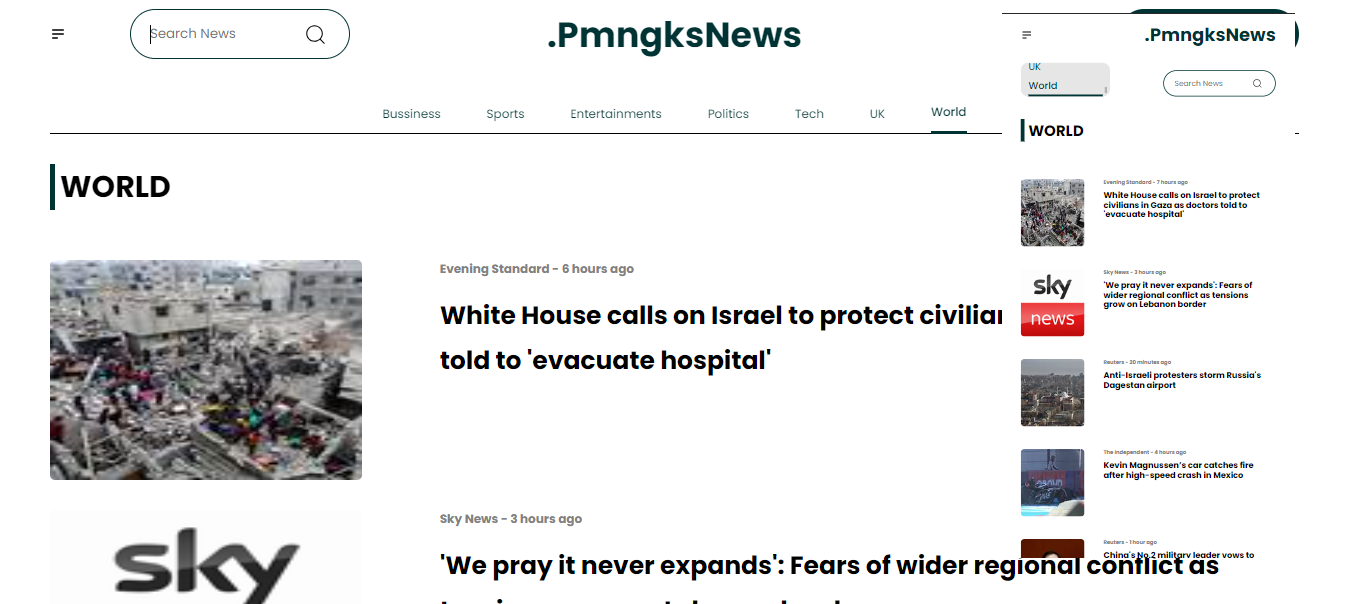 Search News
.PmngksNews
Bussiness
Sports
Entertainments
Politics
Tech
UK
World
WORLD
Evening Standard - 6 hours ago
White House calls on Israel to protect civilian
told to 'evacuate hospital'
sky
Sky News - 3 hours ago
'We pray it never expands': Fears of wider regional conflict as
.PmngksNews
UK
World
Search News
WORLD
Evening Standard - 7 hours ago
White House calls on Israel to protect
civilians in Gaza as doctors told to
'evacuate hospital'
sky
news
Sky News - 3 hours ago
'We pray it never expands': Fears of
wider regional conflict as tensions
grow on Lebanon border
Reuters - 20 minutes ago
Anti-Israeli protesters storm Russia's
Dagestan airport
The Independent - 4 hours ago
Kevin Magnussen's car catches fire
after high-speed crash in Mexico
Reuters - 1 hour ago
China's No.2 military leader vows to